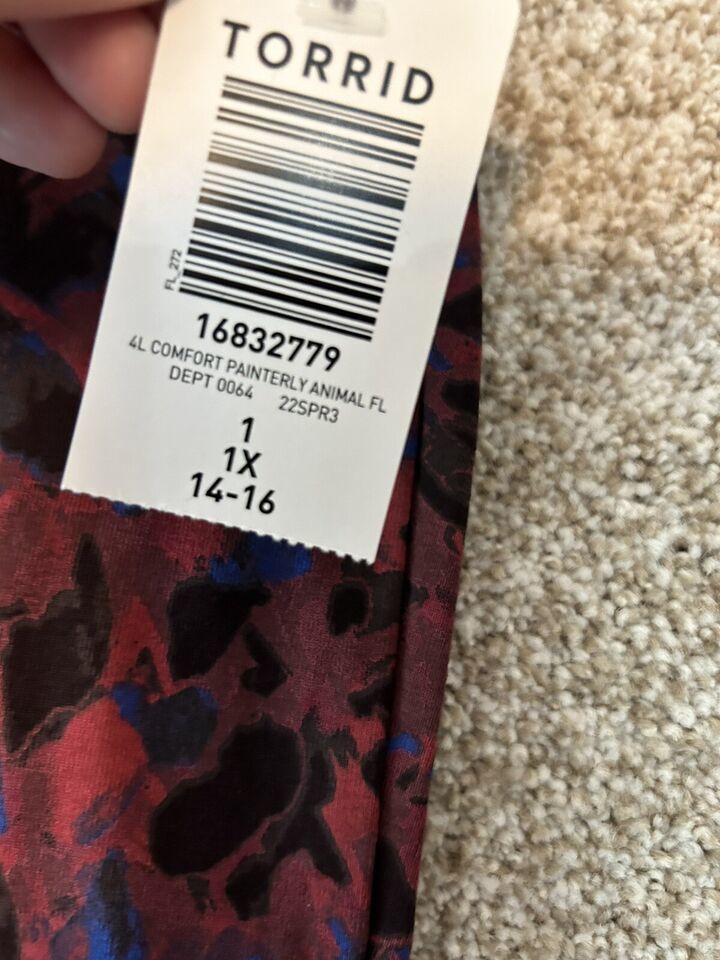 TORRID
FL_272
16832779
4L COMFORT PAINTERLY ANIMAL FL
DEPT 0064 22SPR3
1
1X
14-16